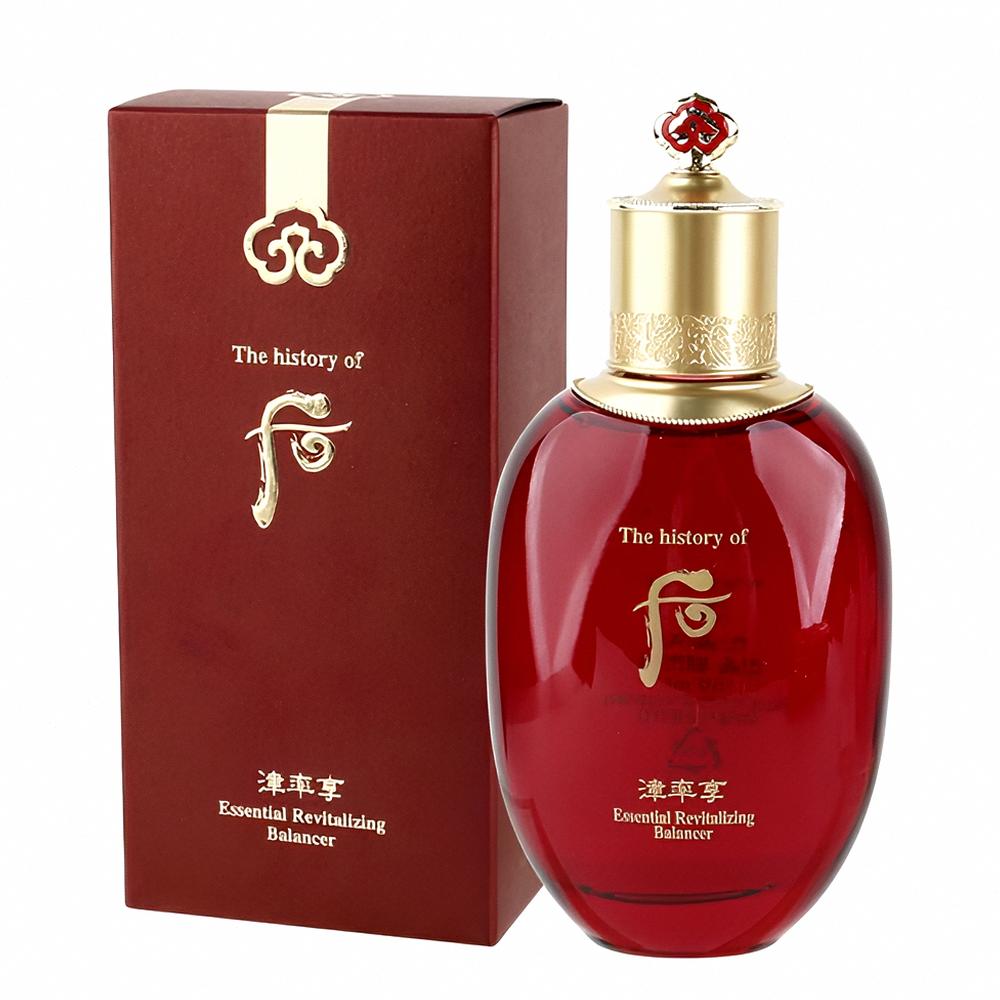 The history of
后
津率享
Essential Revitalizing
Balancer
The history of
后
津率享
Essential Revitalizing
Balancer